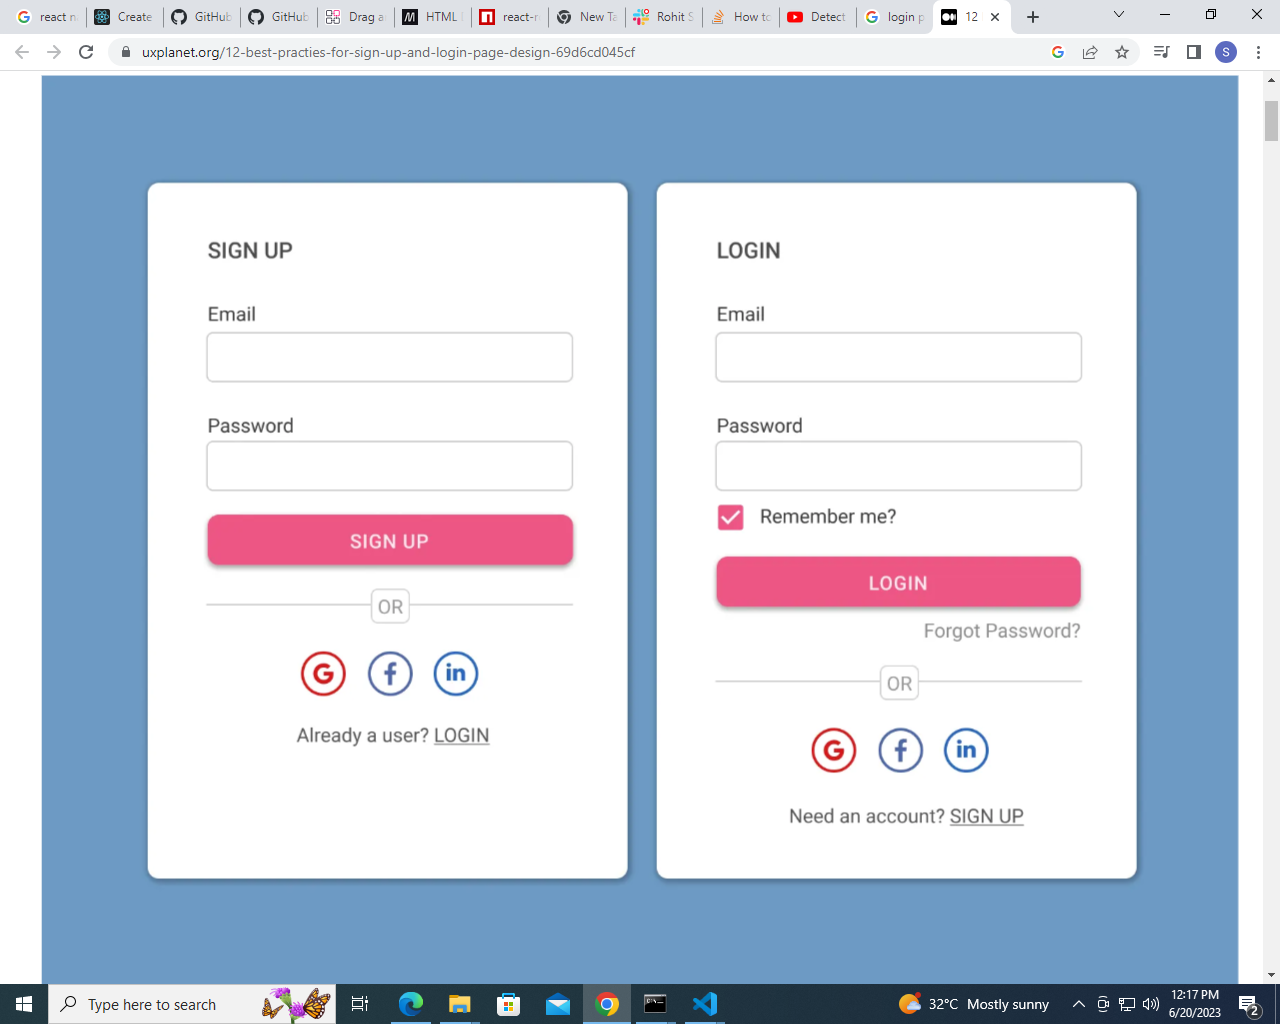 react n
Create
GitHub
GitHub
Drag a
HTML
react-n
New Ta
Rohit S
How to
Detect
login p
12
uxplanet.org/12-best-practies-for-sign-up-and-login-page-design-69d6cd045cf
S
SIGN UP
Email
Password
SIGN UP
OR
G f in
Already a user? LOGIN
LOGIN
Email
Password
Remember me?
LOGIN
Forgot Password?
OR
G f in
Need an account? SIGN UP
Type here to search
32°C Mostly sunny
12:17 PM
6/20/2023
2